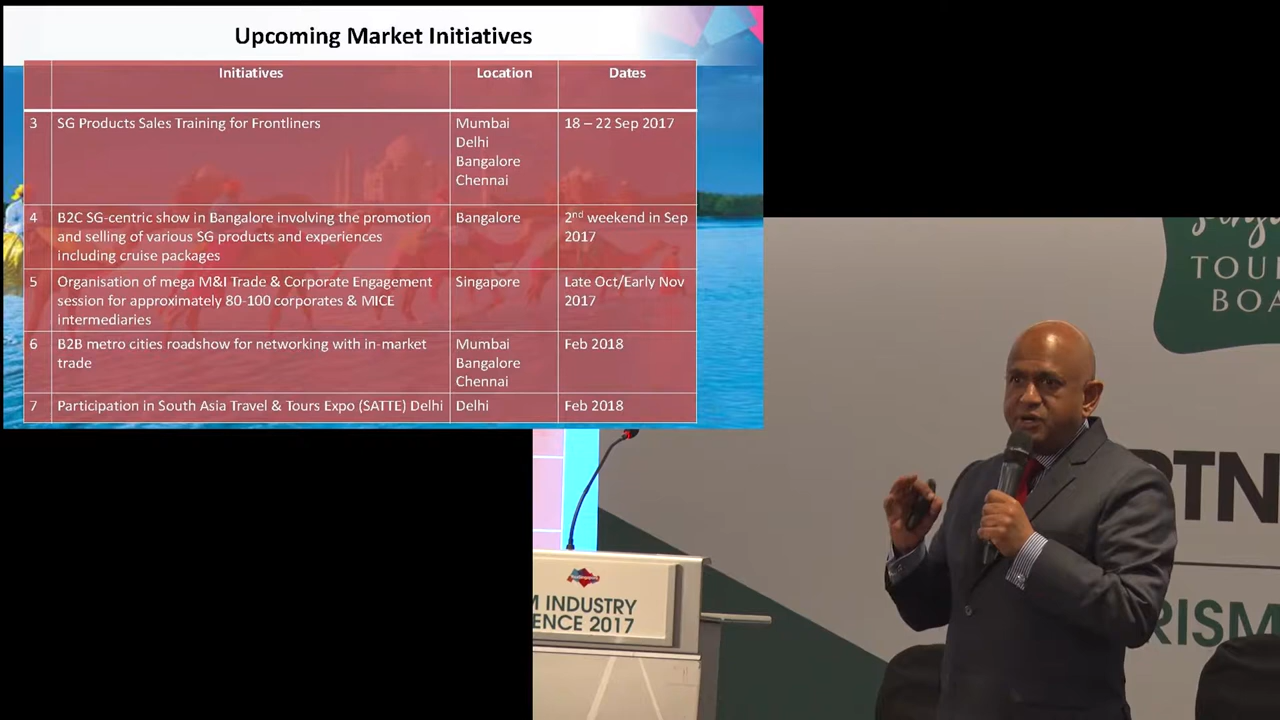 Upcoming Market Initiatives
Initiatives Location Dates
3 SG Products Sales Training for Frontliners Mumbai 18 – 22 Sep 2017
Delhi
Bangalore
Chennai
4 B2C SG-centric show in Bangalore involving the promotion Bangalore 2nd weekend in Sep
and selling of various SG products and experiences 2017
including cruise packages
5 Organisation of mega M&I Trade & Corporate Engagement Singapore Late Oct/Early Nov
session for approximately 80-100 corporates & MICE 2017
intermediaries
6 B2B metro cities roadshow for networking with in-market Mumbai Feb 2018
trade Bangalore
Chennai
7 Participation in South Asia Travel & Tours Expo (SATTE) Delhi Delhi Feb 2018
TOU
BOA
PTN
RISM
M INDUSTRY
ENCE 2017